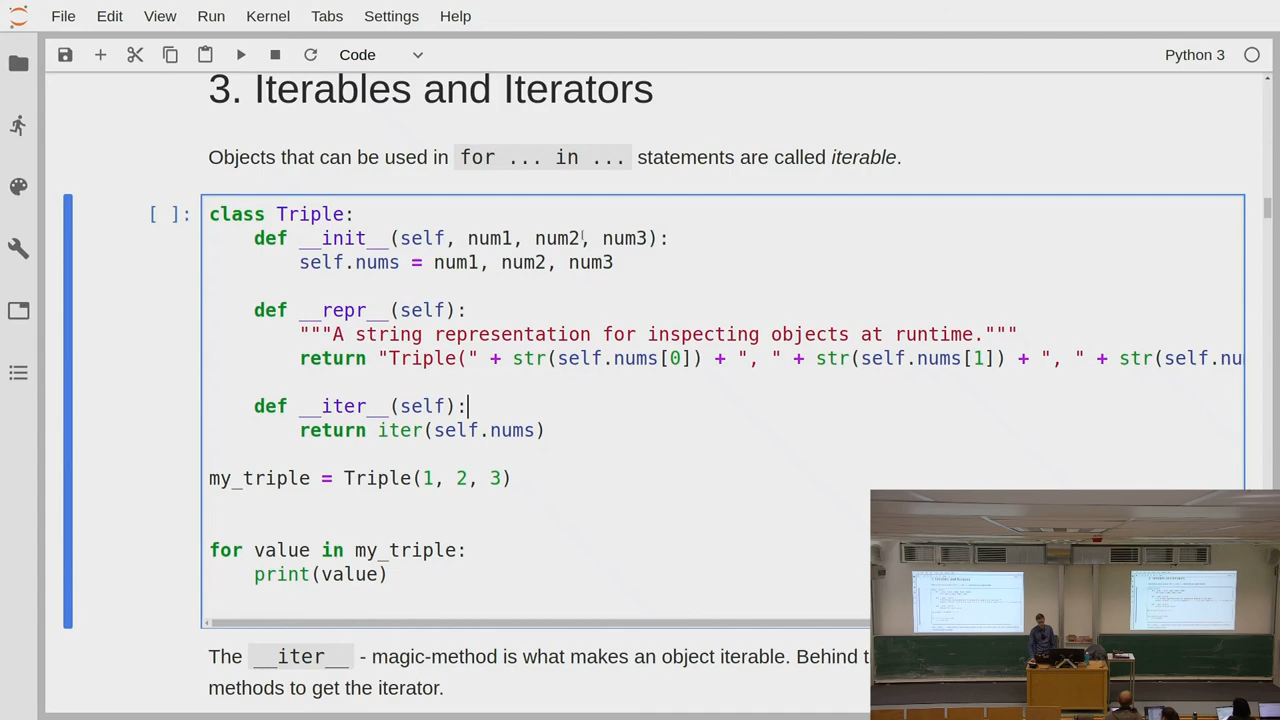 File Edit View Run Kernel Tabs Settings Help
Code Python 3
3. Iterables and Iterators
Objects that can be used in for ... in ... statements are called iterable.
[ ]:
class Triple:
    def __init__(self, num1, num2, num3):
        self.nums = num1, num2, num3
    def __repr__(self):
        """A string representation for inspecting objects at runtime."""
        return "Triple(" + str(self.nums[0]) + ", " + str(self.nums[1]) + ", " + str(self.nu
    def __iter__(self):
        return iter(self.nums)
my_triple = Triple(1, 2, 3)
for value in my_triple:
    print(value)
The __iter__ - magic-method is what makes an object iterable. Behind t
methods to get the iterator.